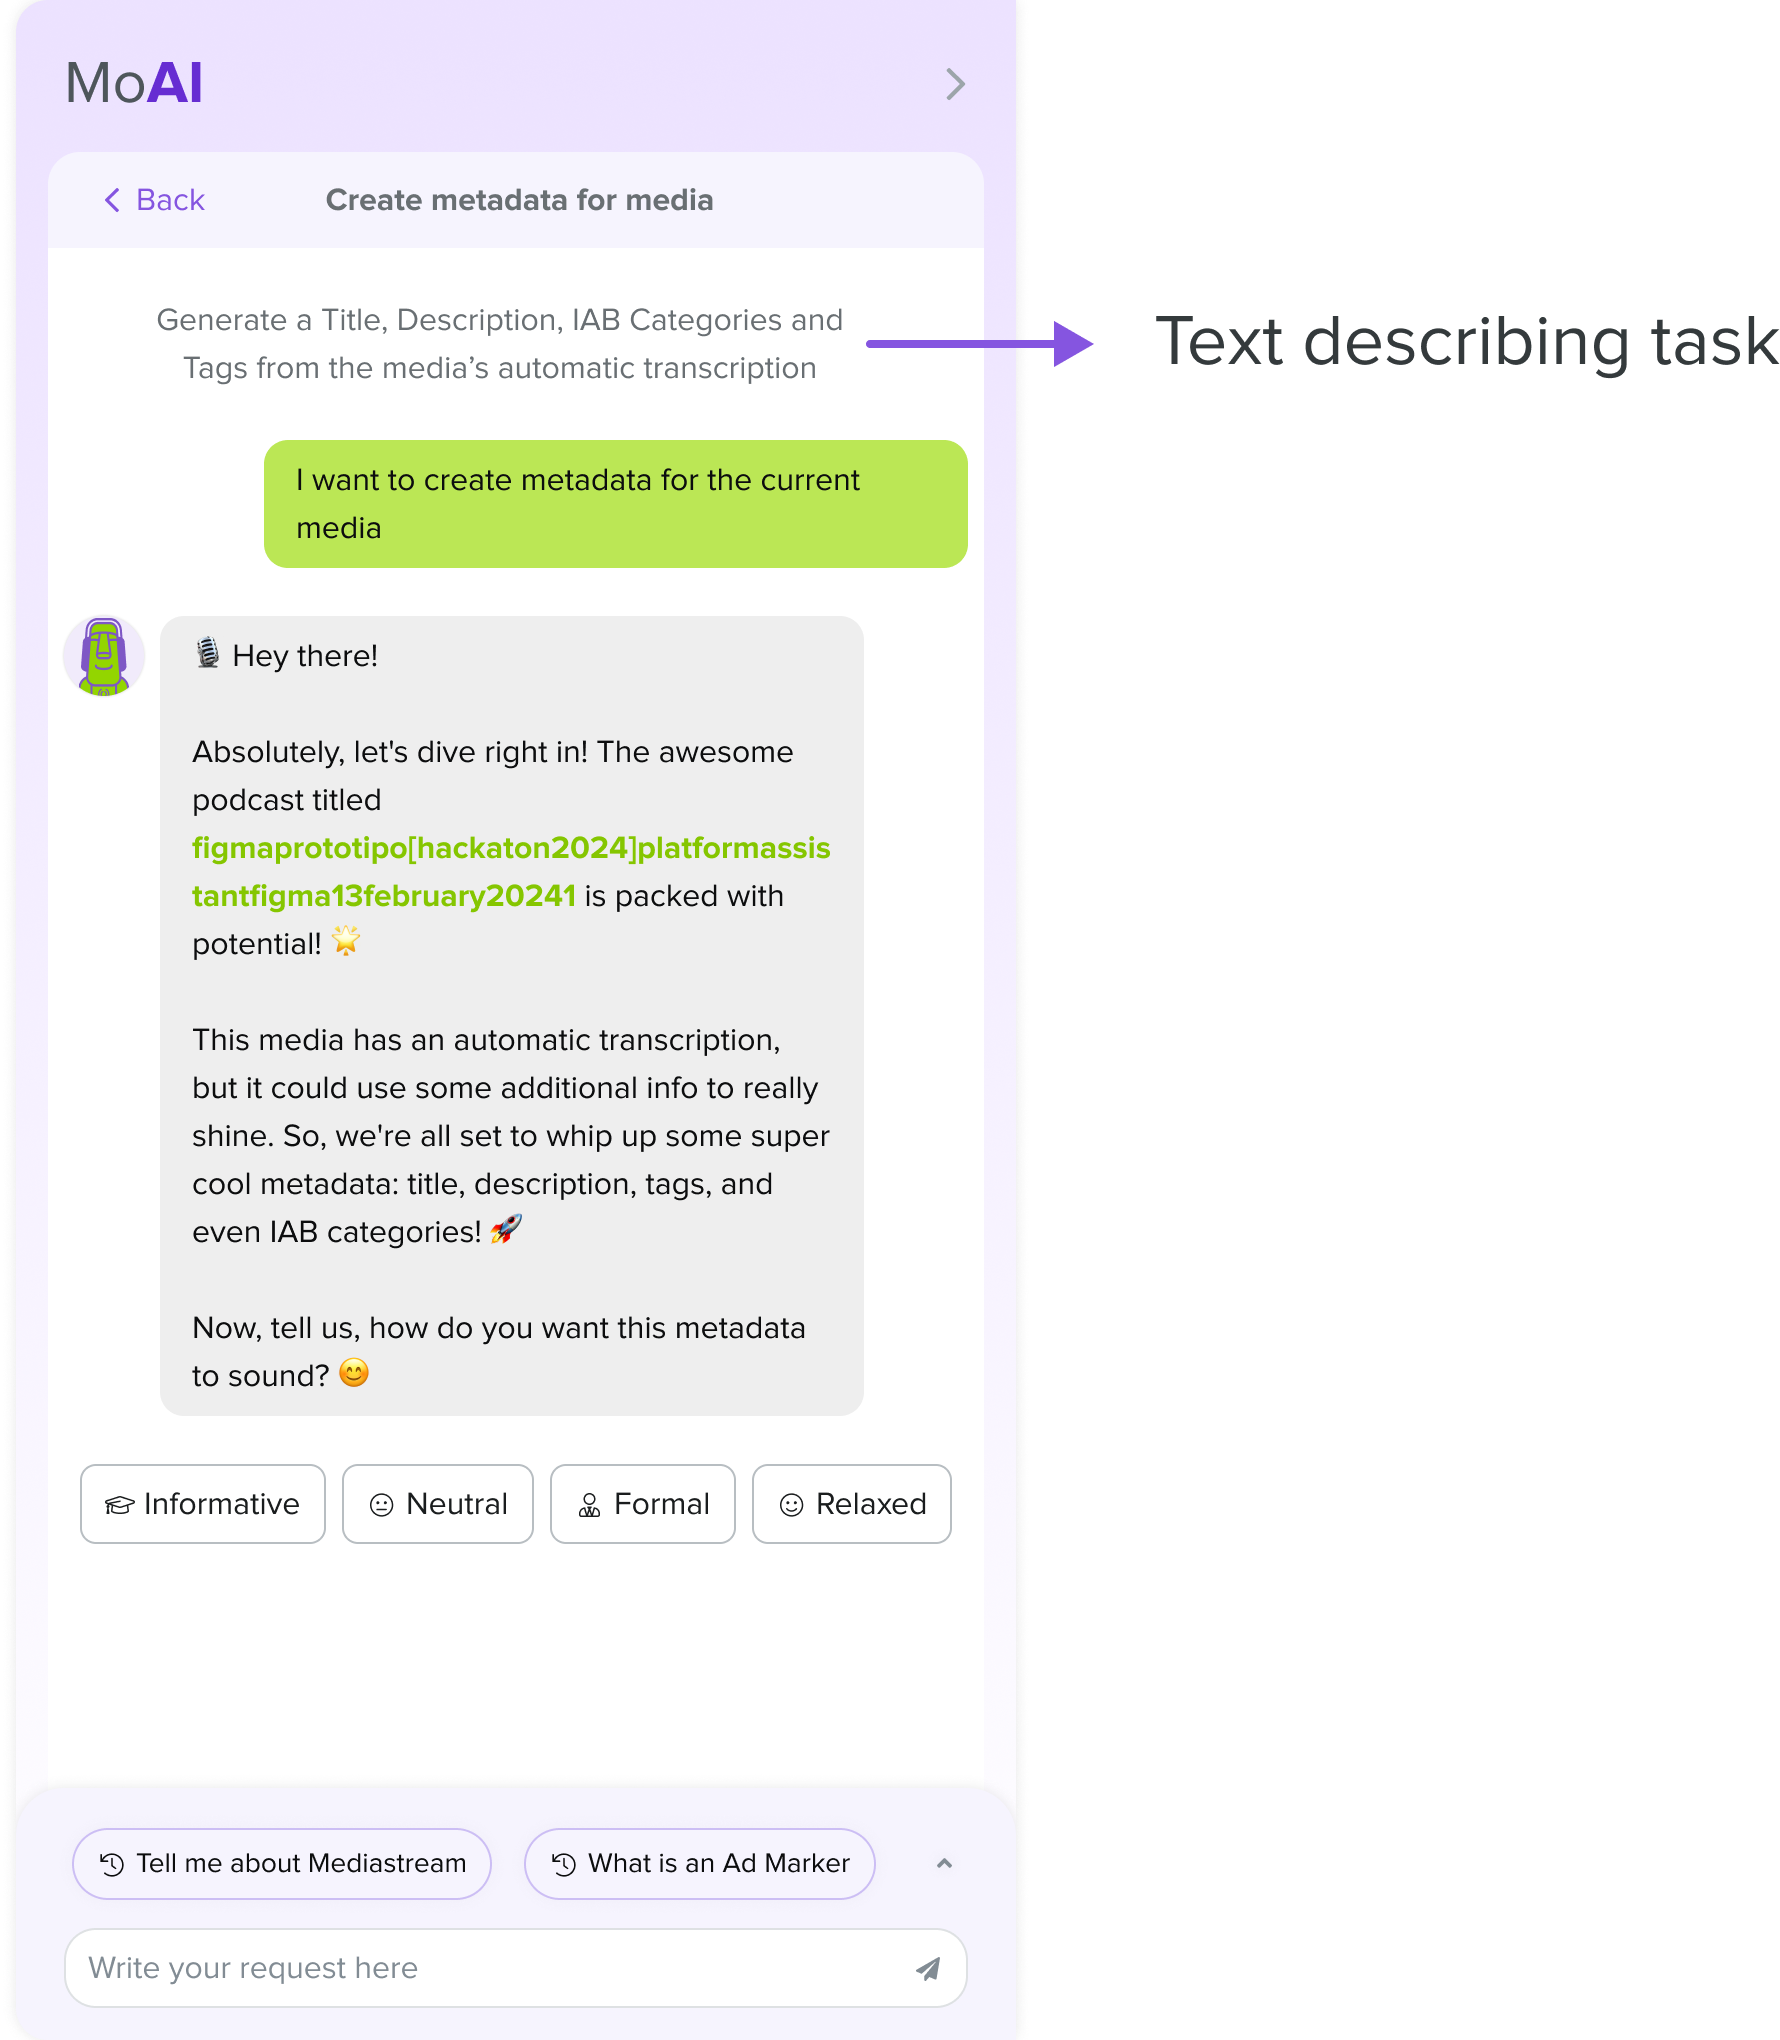 MoAI
Back
Create metadata for media
Generate a Title, Description, IAB Categories and
Tags from the media’s automatic transcription
Text describing task
I want to create metadata for the current
media
🎙️ Hey there!
Absolutely, let's dive right in! The awesome
podcast titled
figmaprototipo[hackaton2024]platformassis
tantfigma13february20241 is packed with
potential! 🌟
This media has an automatic transcription,
but it could use some additional info to really
shine. So, we're all set to whip up some super
cool metadata: title, description, tags, and
even IAB categories! 🚀
Now, tell us, how do you want this metadata
to sound? 😊
Informative
Neutral
Formal
Relaxed
Tell me about Mediastream
What is an Ad Marker
Write your request here